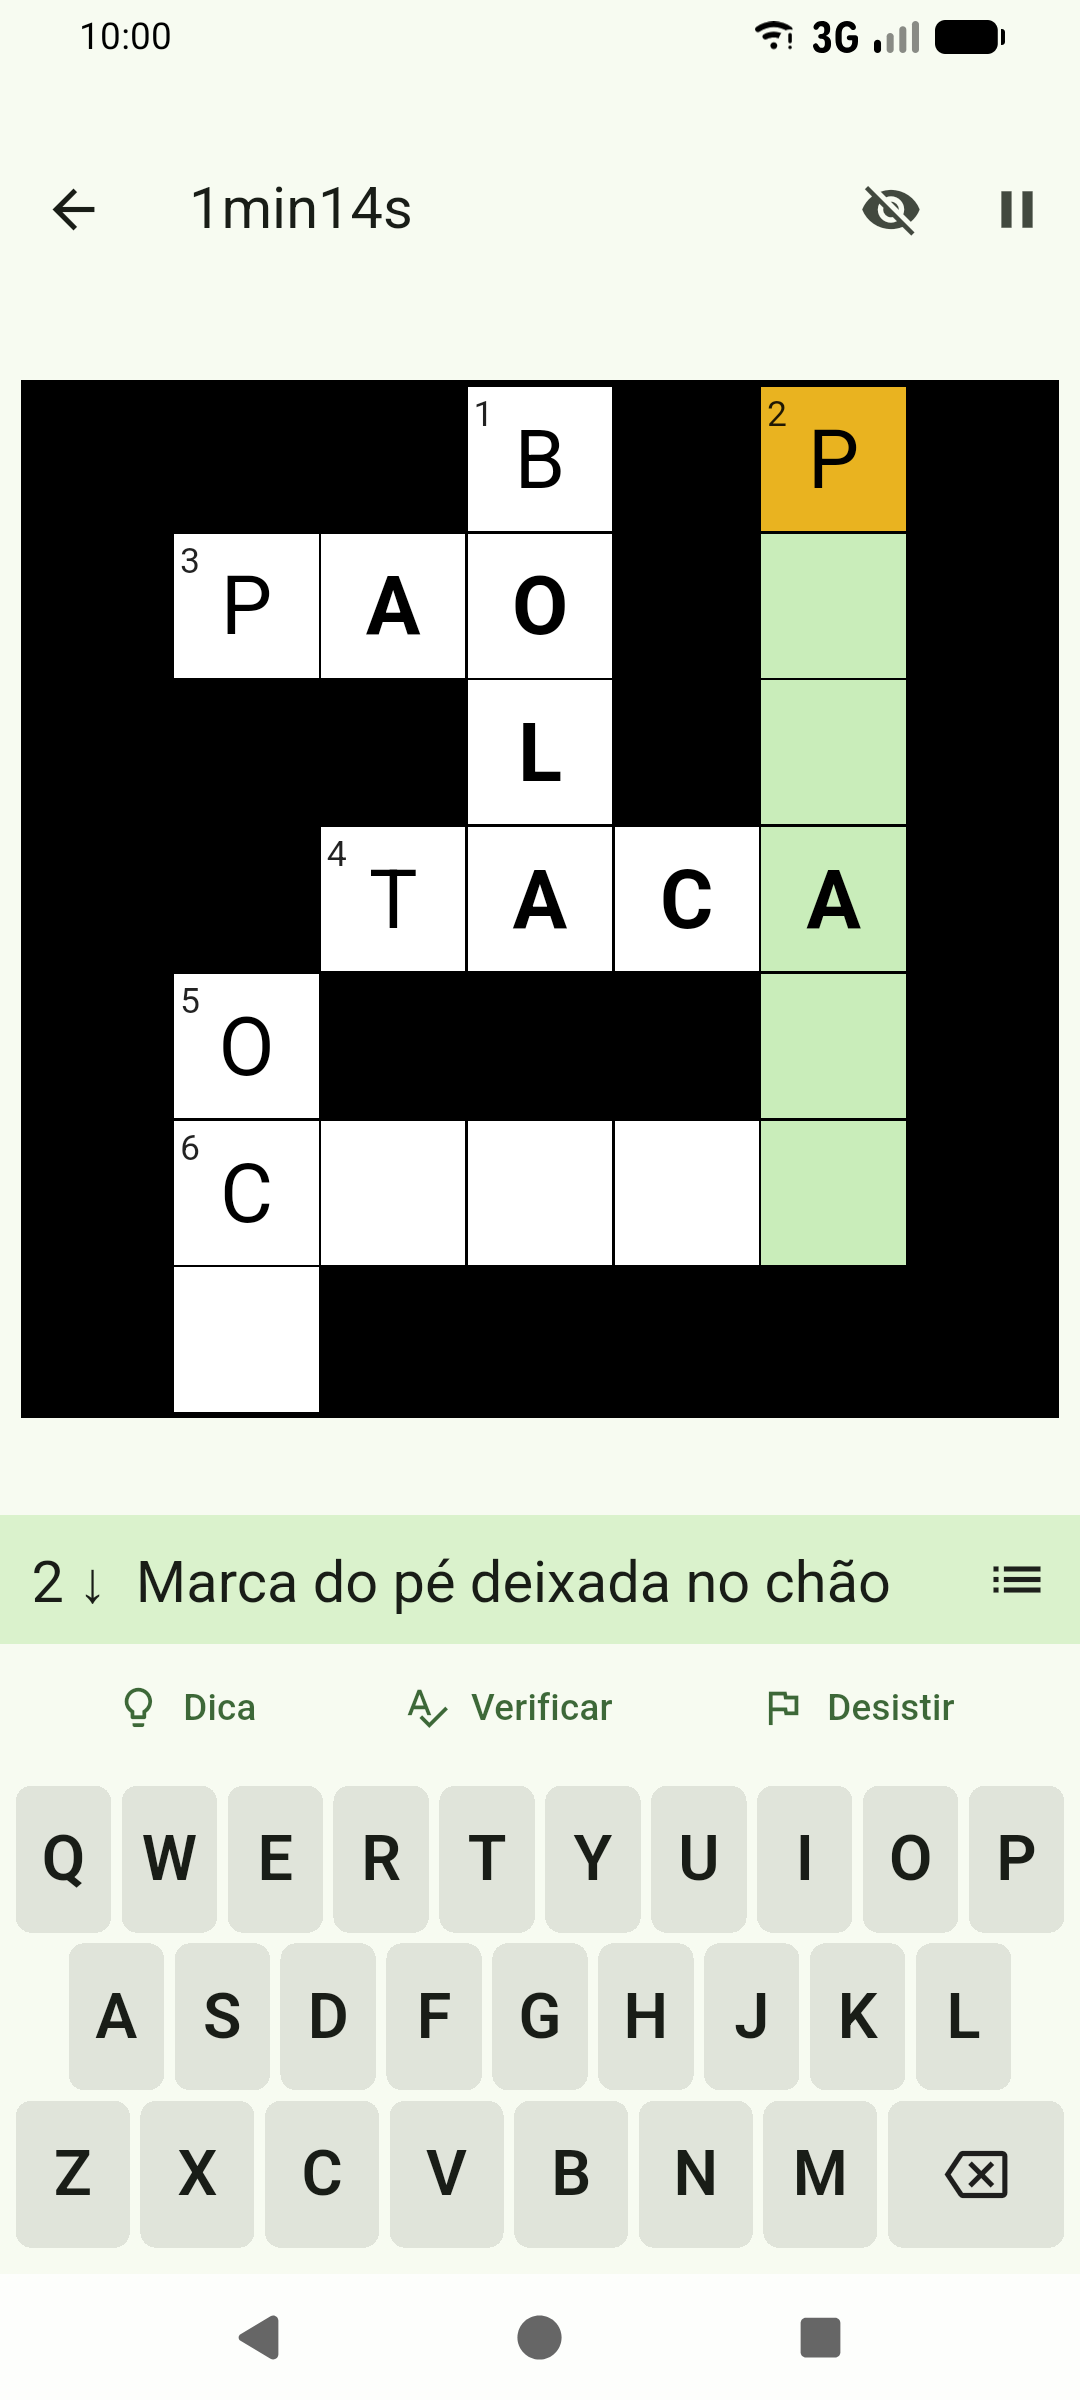 10:00
3G
1min14s
1 B 2 P
3 P A O
L
4 T A C A
5 O
6 C
2 ↓ Marca do pé deixada no chão
Dica Verificar Desistir
Q W E R T Y U I O P
A S D F G H J K L
Z X C V B N M